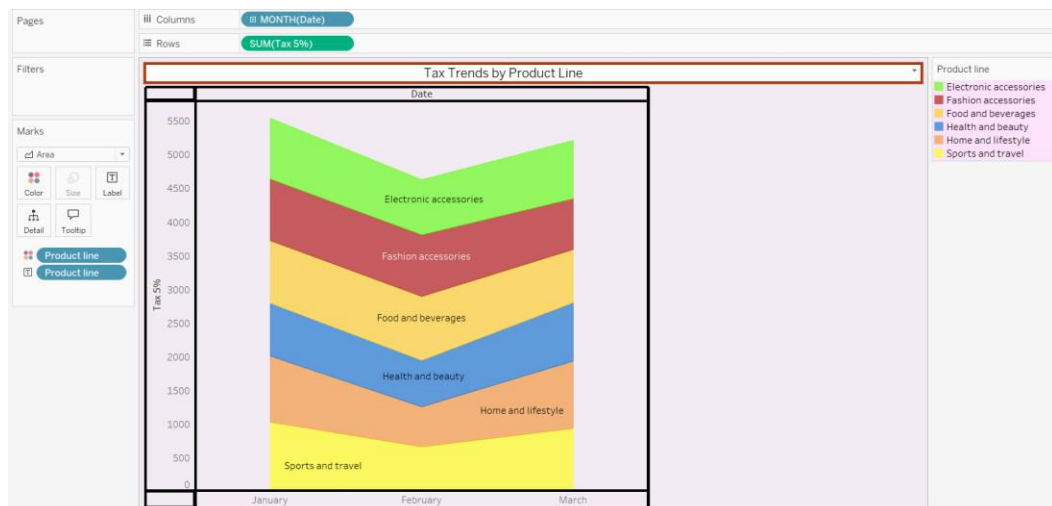 Pages
Columns
MONTH(Date)
Rows
SUM(Tax 5%)
Filters
Marks
Area
Color
Size
Label
Detail
Tooltip
Product line
Product line
Tax Trends by Product Line
Date
Tax 5%
5500
5000
4500
4000
3500
3000
2500
2000
1500
1000
500
0
Electronic accessories
Fashion accessories
Food and beverages
Health and beauty
Home and lifestyle
Sports and travel
January
February
March
Product line
Electronic accessories
Fashion accessories
Food and beverages
Health and beauty
Home and lifestyle
Sports and travel